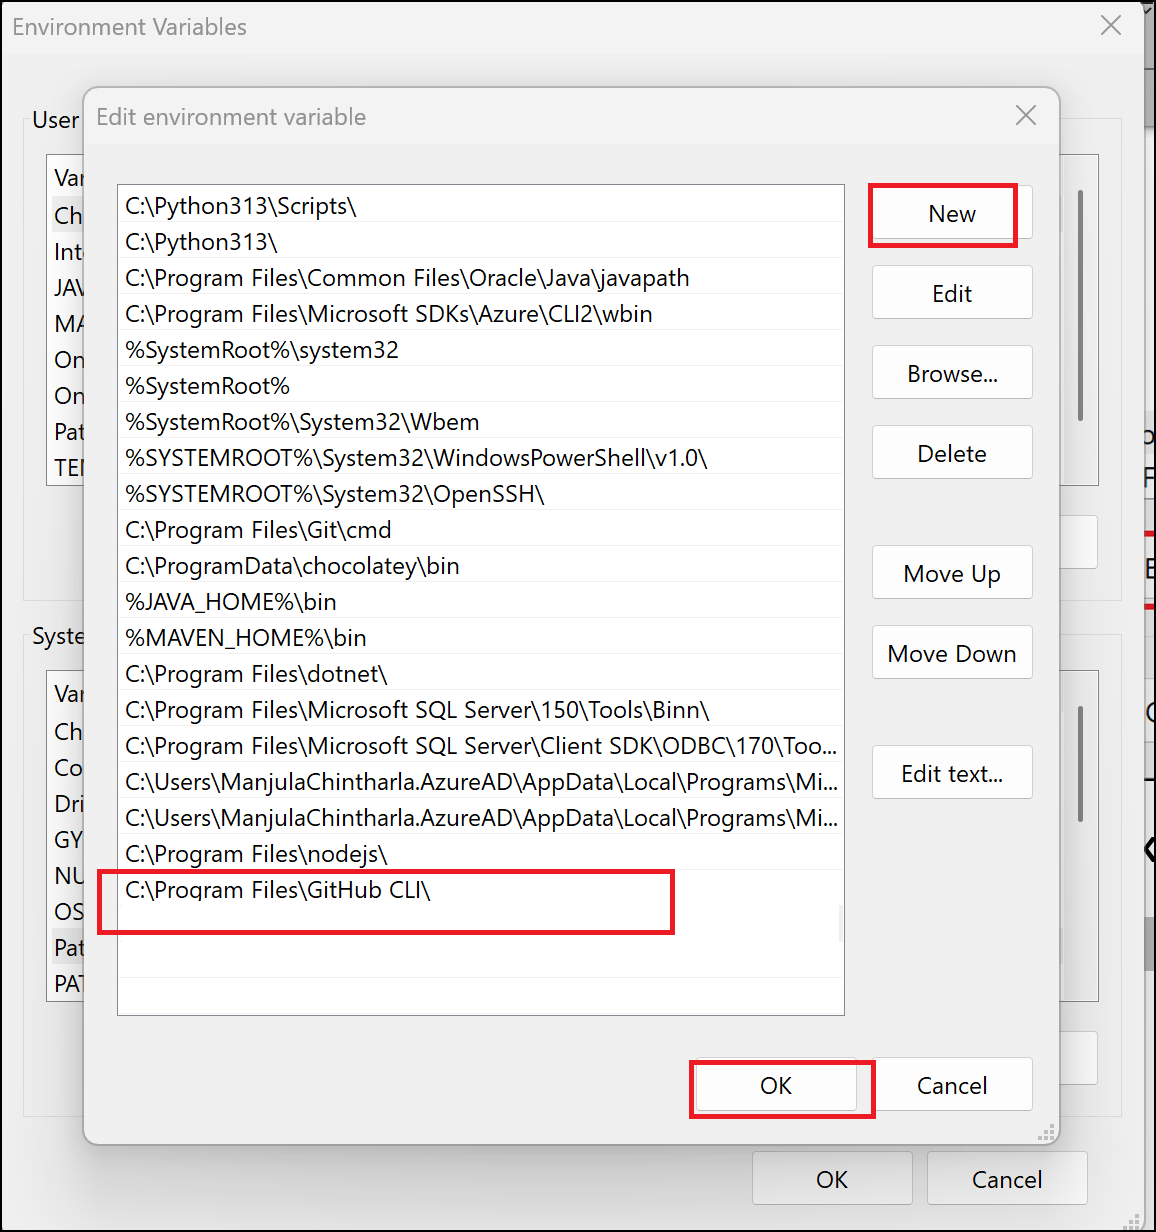 Environment Variables
Edit environment variable
User
Var
Ch
Int
JAV
MA
On
On
Pat
TEM
C:\Python313\Scripts\
C:\Python313\
C:\Program Files\Common Files\Oracle\Java\javapath
C:\Program Files\Microsoft SDKs\Azure\CLI2\wbin
%SystemRoot%\system32
%SystemRoot%
%SystemRoot%\System32\Wbem
%SYSTEMROOT%\System32\WindowsPowerShell\v1.0\
%SYSTEMROOT%\System32\OpenSSH\
C:\Program Files\Git\cmd
C:\ProgramData\chocolatey\bin
%JAVA_HOME%\bin
%MAVEN_HOME%\bin
C:\Program Files\dotnet\
C:\Program Files\Microsoft SQL Server\150\Tools\Binn\
C:\Program Files\Microsoft SQL Server\Client SDK\ODBC\170\Too...
C:\Users\ManjulaChintharla.AzureAD\AppData\Local\Programs\Mi...
C:\Users\ManjulaChintharla.AzureAD\AppData\Local\Programs\Mi...
C:\Program Files\nodejs\
C:\Program Files\GitHub CLI\
New
Edit
Browse...
Delete
Move Up
Move Down
Edit text...
Syste
Var
Ch
Co
Dri
GY
NU
OS
Pat
PAT
OK
Cancel
OK
Cancel